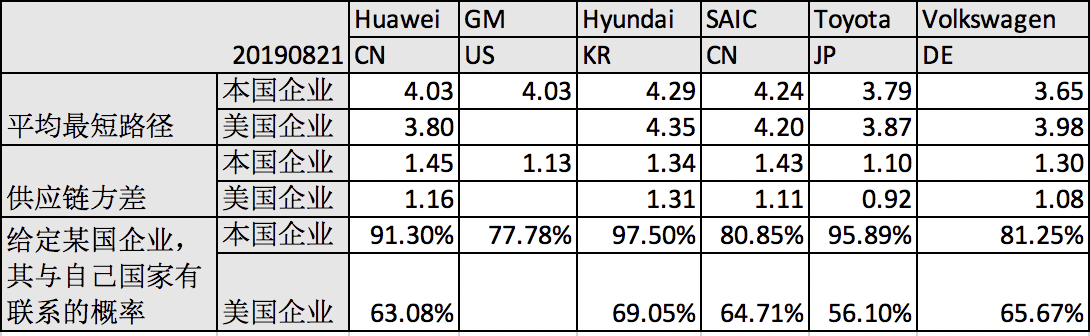 Huawei GM Hyundai SAIC Toyota Volkswagen
20190821 CN US KR CN JP DE
平均最短路径 本国企业 4.03 4.03 4.29 4.24 3.79 3.65
美国企业 3.80 4.35 4.20 3.87 3.98
供应链方差 本国企业 1.45 1.13 1.34 1.43 1.10 1.30
美国企业 1.16 1.31 1.11 0.92 1.08
给定某国企业，
其与自己国家有
联系的概率
本国企业 91.30% 77.78% 97.50% 80.85% 95.89% 81.25%
美国企业 63.08% 69.05% 64.71% 56.10% 65.67%